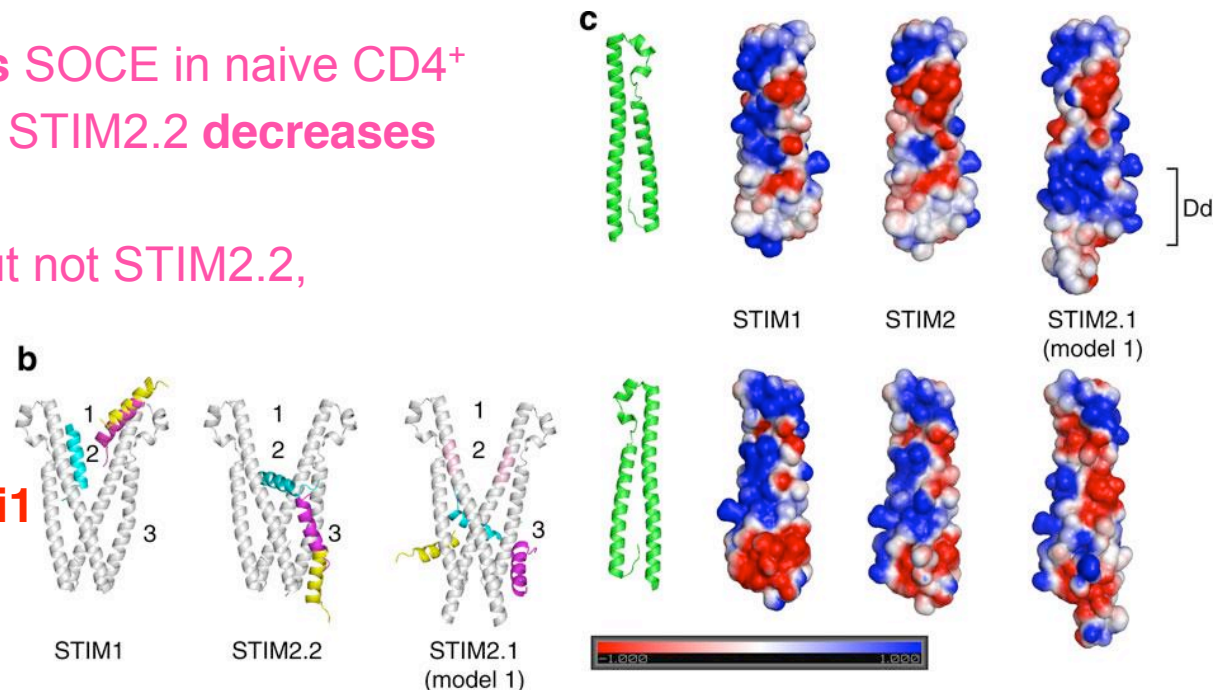 s SOCE in naive CD4+
STIM2.2 decreases
ut not STIM2.2,
i1
b
1
2
3
1
2
3
1
2
3
STIM1
STIM2.2
STIM2.1
(model 1)
c
Dd
STIM1
STIM2
STIM2.1
(model 1)
-1.000
1.000